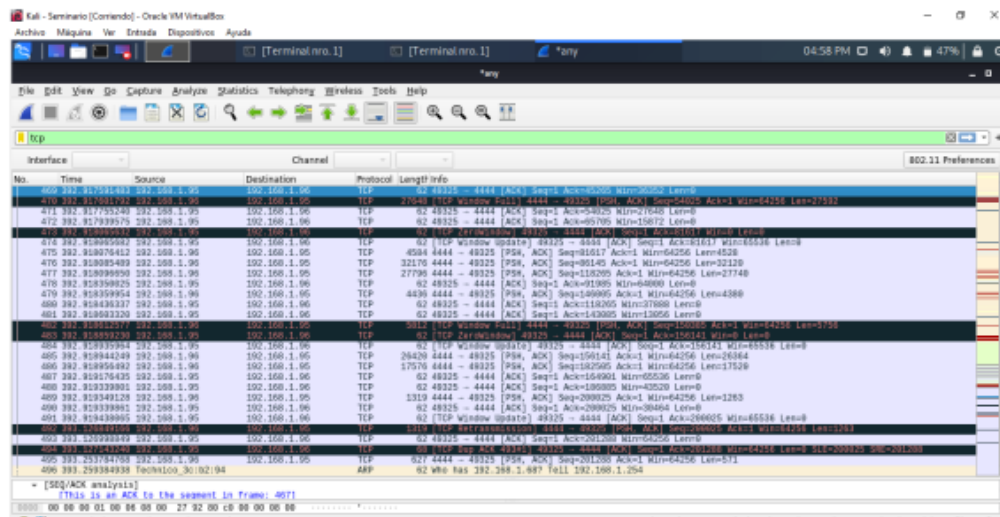 Kali - Seminario [Corriendo] - Oracle VM VirtualBox
Archivo Máquina Ver Entrada Dispositivos Ayuda
[Terminal nro. 1] [Terminal nro. 1] *any 04:58 PM 47%
*any
File Edit View Go Capture Analyze Statistics Telephony Wireless Tools Help
tcp
Interface Channel 802.11 Preferences
No. Time Source Destination Protocol Length Info
469 392.917591483 192.168.1.95 192.168.1.96 TCP 62 49325 → 4444 [ACK] Seq=1 Ack=45265 Win=36352 Len=0
470 392.917601792 192.168.1.95 192.168.1.96 TCP 27648 [TCP Window Full] 4444 → 49325 [PSH, ACK] Seq=54025 Ack=1 Win=64256 Len=27592
471 392.917755240 192.168.1.95 192.168.1.96 TCP 62 49325 → 4444 [ACK] Seq=1 Ack=54025 Win=27648 Len=0
472 392.917939575 192.168.1.95 192.168.1.96 TCP 62 49325 → 4444 [ACK] Seq=1 Ack=65705 Win=15872 Len=0
473 192.168.1.95 192.168.1.96 TCP 62 [TCP ZeroWindow] 49325 → 4444 [ACK] Seq=1 Ack=81617 Win=0 Len=0
474 392.918065682 192.168.1.95 192.168.1.96 TCP 62 [TCP Window Update] 49325 → 4444 [ACK] Seq=1 Ack=81617 Win=65536 Len=0
475 392.918076412 192.168.1.95 192.168.1.96 TCP 4584 4444 → 49325 [PSH, ACK] Seq=81617 Ack=1 Win=64256 Len=4528
476 392.918085489 192.168.1.95 192.168.1.96 TCP 32176 4444 → 49325 [PSH, ACK] Seq=86145 Ack=1 Win=64256 Len=32120
477 392.918096650 192.168.1.95 192.168.1.96 TCP 27796 4444 → 49325 [PSH, ACK] Seq=118265 Ack=1 Win=64256 Len=27740
478 392.918350825 192.168.1.95 192.168.1.96 TCP 62 49325 → 4444 [ACK] Seq=1 Ack=91985 Win=64000 Len=0
479 392.918359954 192.168.1.95 192.168.1.96 TCP 4436 4444 → 49325 [PSH, ACK] Seq=146005 Ack=1 Win=64256 Len=4380
480 192.168.1.95 192.168.1.96 TCP 62 49325 → 4444 [ACK] Seq=1 Ack=118265 Win=37888 Len=0
481 392.918603320 192.168.1.95 192.168.1.96 TCP 62 49325 → 4444 [ACK] Seq=1 Ack=143085 Win=13056 Len=0
482 392.918612577 192.168.1.95 192.168.1.96 TCP 5812 [TCP Window Full] 4444 → 49325 [PSH, ACK] Seq=150385 Ack=1 Win=64256 Len=5756
483 192.168.1.95 192.168.1.96 TCP 62 [TCP ZeroWindow] 49325 → 4444 [ACK] Seq=1 Ack=156141 Win=0 Len=0
484 392.918935964 192.168.1.95 192.168.1.96 TCP 62 [TCP Window Update] 49325 → 4444 [ACK] Seq=1 Ack=156141 Win=65536 Len=0
485 392.918944249 192.168.1.95 192.168.1.96 TCP 26420 4444 → 49325 [PSH, ACK] Seq=156141 Ack=1 Win=64256 Len=26364
486 392.918956492 192.168.1.95 192.168.1.96 TCP 17576 4444 → 49325 [PSH, ACK] Seq=182505 Ack=1 Win=64256 Len=17520
487 392.919176435 192.168.1.95 192.168.1.96 TCP 62 49325 → 4444 [ACK] Seq=1 Ack=164901 Win=65536 Len=0
488 392.919339801 192.168.1.95 192.168.1.96 TCP 62 49325 → 4444 [ACK] Seq=1 Ack=186885 Win=43520 Len=0
489 392.919349128 192.168.1.95 192.168.1.96 TCP 1319 4444 → 49325 [PSH, ACK] Seq=200025 Ack=1 Win=64256 Len=1263
490 392.919339861 192.168.1.95 192.168.1.96 TCP 62 49325 → 4444 [ACK] Seq=1 Ack=200025 Win=30464 Len=0
491 392.919430065 192.168.1.95 192.168.1.96 TCP 62 [TCP Window Update] 49325 → 4444 [ACK] Seq=1 Ack=200025 Win=65536 Len=0
492 192.168.1.95 192.168.1.96 TCP 1319 [TCP Retransmission] 4444 → 49325 [PSH, ACK] Seq=200025 Ack=1 Win=64256 Len=1263
493 393.126998849 192.168.1.95 192.168.1.96 TCP 62 49325 → 4444 [ACK] Seq=1 Ack=201288 Win=64256 Len=0
494 192.168.1.95 192.168.1.96 TCP [TCP Dup ACK 493#1] 49325 → 4444 [ACK] Seq=1 Ack=201288 Win=64256 Len=0 SLE=200025 SRE=201288
495 393.253784768 192.168.1.95 192.168.1.96 TCP 627 4444 → 49325 [PSH, ACK] Seq=201288 Ack=1 Win=64256 Len=571
496 393.259384938 Technico_3c:b2:94 ARP 62 Who has 192.168.1.68? Tell 192.168.1.254
[SEQ/ACK analysis]
[This is an ACK to the segment in frame: 467]
0000 00 00 00 01 00 06 08 00 27 92 80 c0 00 00 08 00